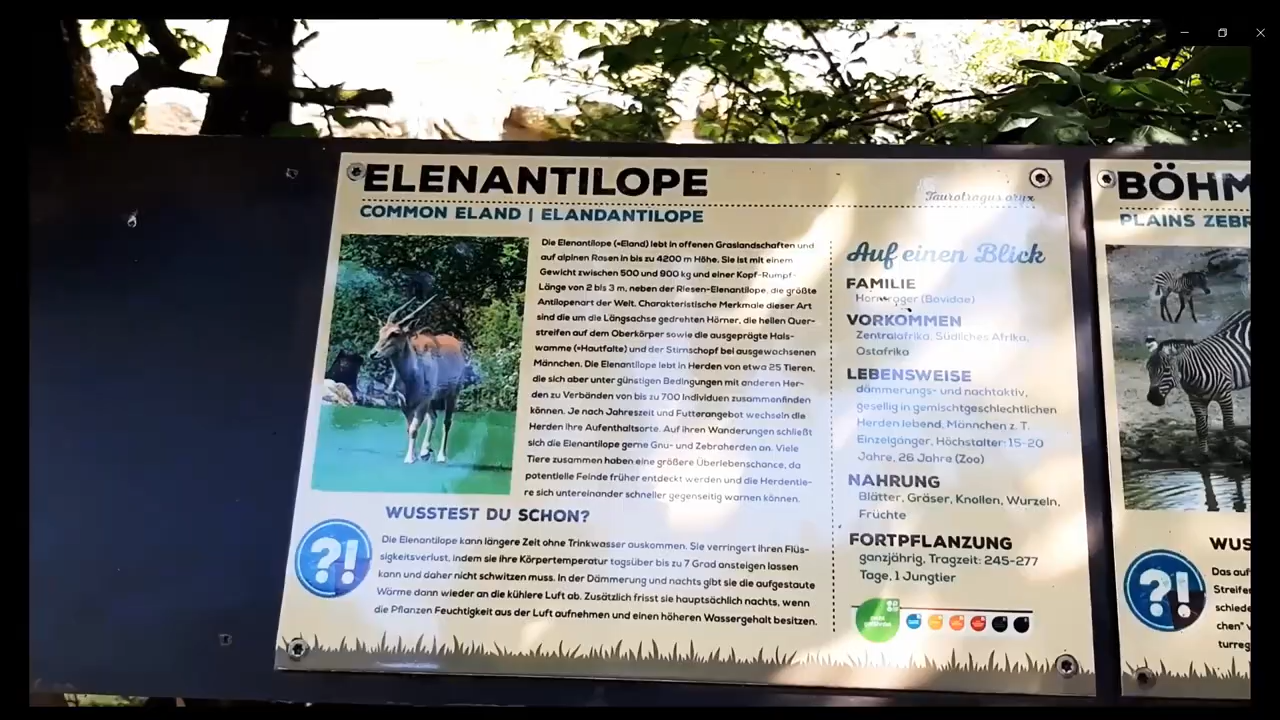 ELENANTILOPE
Taurotragus oryx
COMMON ELAND | ELANDANTILOPE
Die Elenantilope (=Eland) lebt in offenen Graslandschaften und
auf alpinen Rasen in bis zu 4200 m Höhe. Sie ist mit einem
Gewicht zwischen 500 und 900 kg und einer Kopf-Rumpf-
Länge von 2 bis 3 m, neben der Riesen-Elenantilope, die größte
Antilopenart der Welt. Charakteristische Merkmale dieser Art
sind die um die Längsachse gedrehten Hörner, die hellen Quer-
streifen auf dem Oberkörper sowie die ausgeprägte Hals-
wamme (=Hautfalte) und der Stirnschopf bei ausgewachsenen
Männchen. Die Elenantilope lebt in Herden von etwa 25 Tieren,
die sich aber unter günstigen Bedingungen mit anderen Her-
den zu Verbänden von bis zu 700 Individuen zusammenfinden
können. Je nach Jahreszeit und Futterangebot wechseln die
Herden ihre Aufenthaltsorte. Auf ihren Wanderungen schließt
sich die Elenantilope gerne Gnu- und Zebraherden an. Viele
Tiere zusammen haben eine größere Überlebenschance, da
potentielle Feinde früher entdeckt werden und die Herdentie-
re sich untereinander schneller gegenseitig warnen können.
WUSSTEST DU SCHON?
?!
Die Elenantilope kann längere Zeit ohne Trinkwasser auskommen. Sie verringert ihren Flüs-
sigkeitsverlust, indem sie ihre Körpertemperatur tagsüber bis zu 7 Grad ansteigen lassen
kann und daher nicht schwitzen muss. In der Dämmerung und nachts gibt sie die aufgestaute
Wärme dann wieder an die kühlere Luft ab. Zusätzlich frisst sie hauptsächlich nachts, wenn
die Pflanzen Feuchtigkeit aus der Luft aufnehmen und einen höheren Wassergehalt besitzen.
Auf einen Blick
FAMILIE
Hornträger (Bovidae)
VORKOMMEN
Zentralafrika, Südliches Afrika,
Ostafrika
LEBENSWEISE
dämmerungs- und nachtaktiv,
gesellig in gemischtgeschlechtlichen
Herden lebend, Männchen z. T.
Einzelgänger, Höchstalter: 15-20
Jahre, 26 Jahre (Zoo)
NAHRUNG
Blätter, Gräser, Knollen, Wurzeln,
Früchte
FORTPFLANZUNG
ganzjährig, Tragzeit: 245-277
Tage, 1 Jungtier
BÖHM
PLAINS ZEBR
WUS
?!
Das auf
Streife
schiede
chen"
turreg